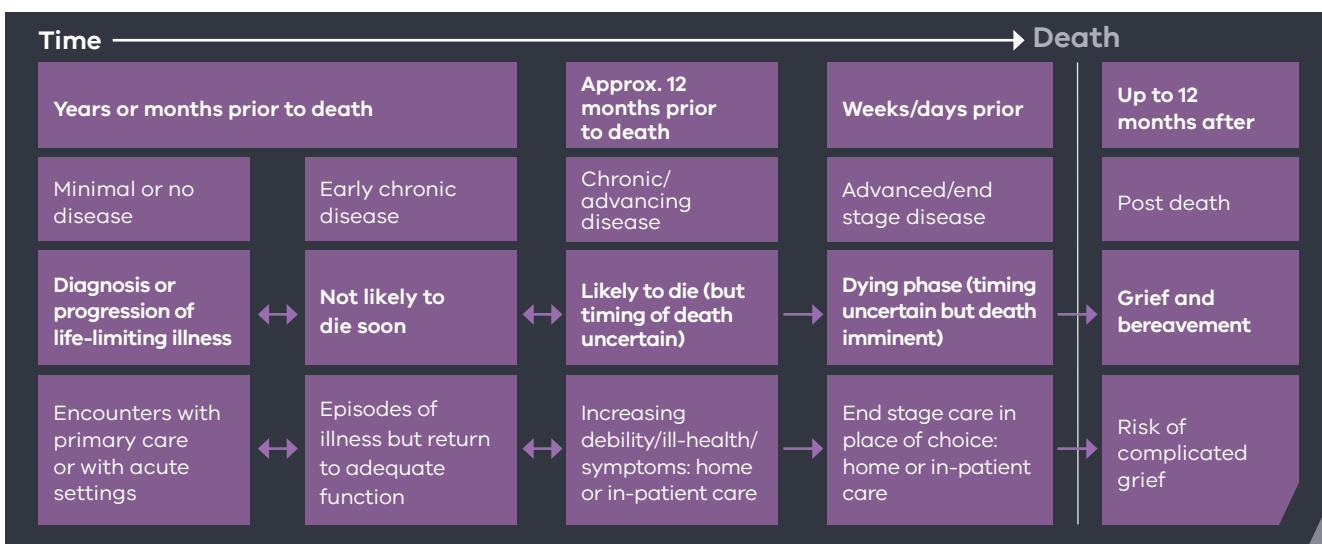 Time
Death
Years or months prior to death
Approx. 12
months prior
to death
Weeks/days prior
Up to 12
months after
Minimal or no
disease
Early chronic
disease
Chronic/
advancing
disease
Advanced/end
stage disease
Post death
Diagnosis or
progression of
life-limiting illness
Not likely to
die soon
Likely to die (but
timing of death
uncertain)
Dying phase (timing
uncertain but death
imminent)
Grief and
bereavement
Encounters with
primary care
or with acute
settings
Episodes of
illness but return
to adequate
function
Increasing
debility/ill-health/
symptoms: home
or in-patient care
End stage care in
place of choice:
home or in-patient
care
Risk of
complicated
grief